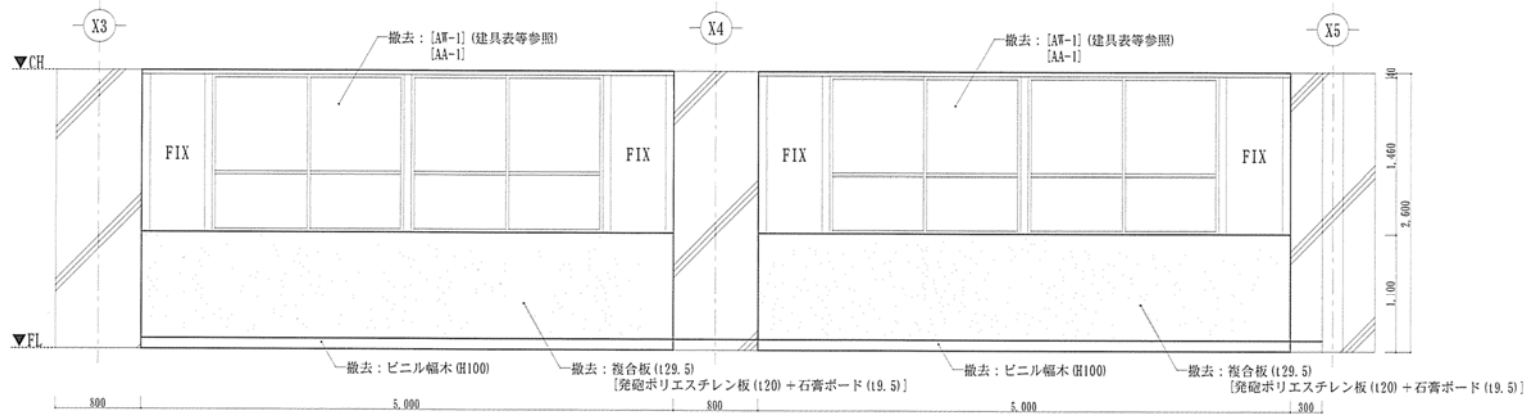 X3
X4
X5
撤去：[AW-1] (建具表等参照)
[AA-1]
撤去：[AW-1] (建具表等参照)
[AA-1]
▼CH
FIX
FIX
FIX
FIX
40
1,460
2,600
1,100
▼FL
撤去：ビニル幅木(H100)
撤去：複合板(t29.5)
[発砲ポリエスチレン板(t20)＋石膏ボード(t9.5)]
撤去：ビニル幅木(H100)
撤去：複合板(t29.5)
[発砲ポリエスチレン板(t20)＋石膏ボード(t9.5)]
800
5,000
800
5,000
300